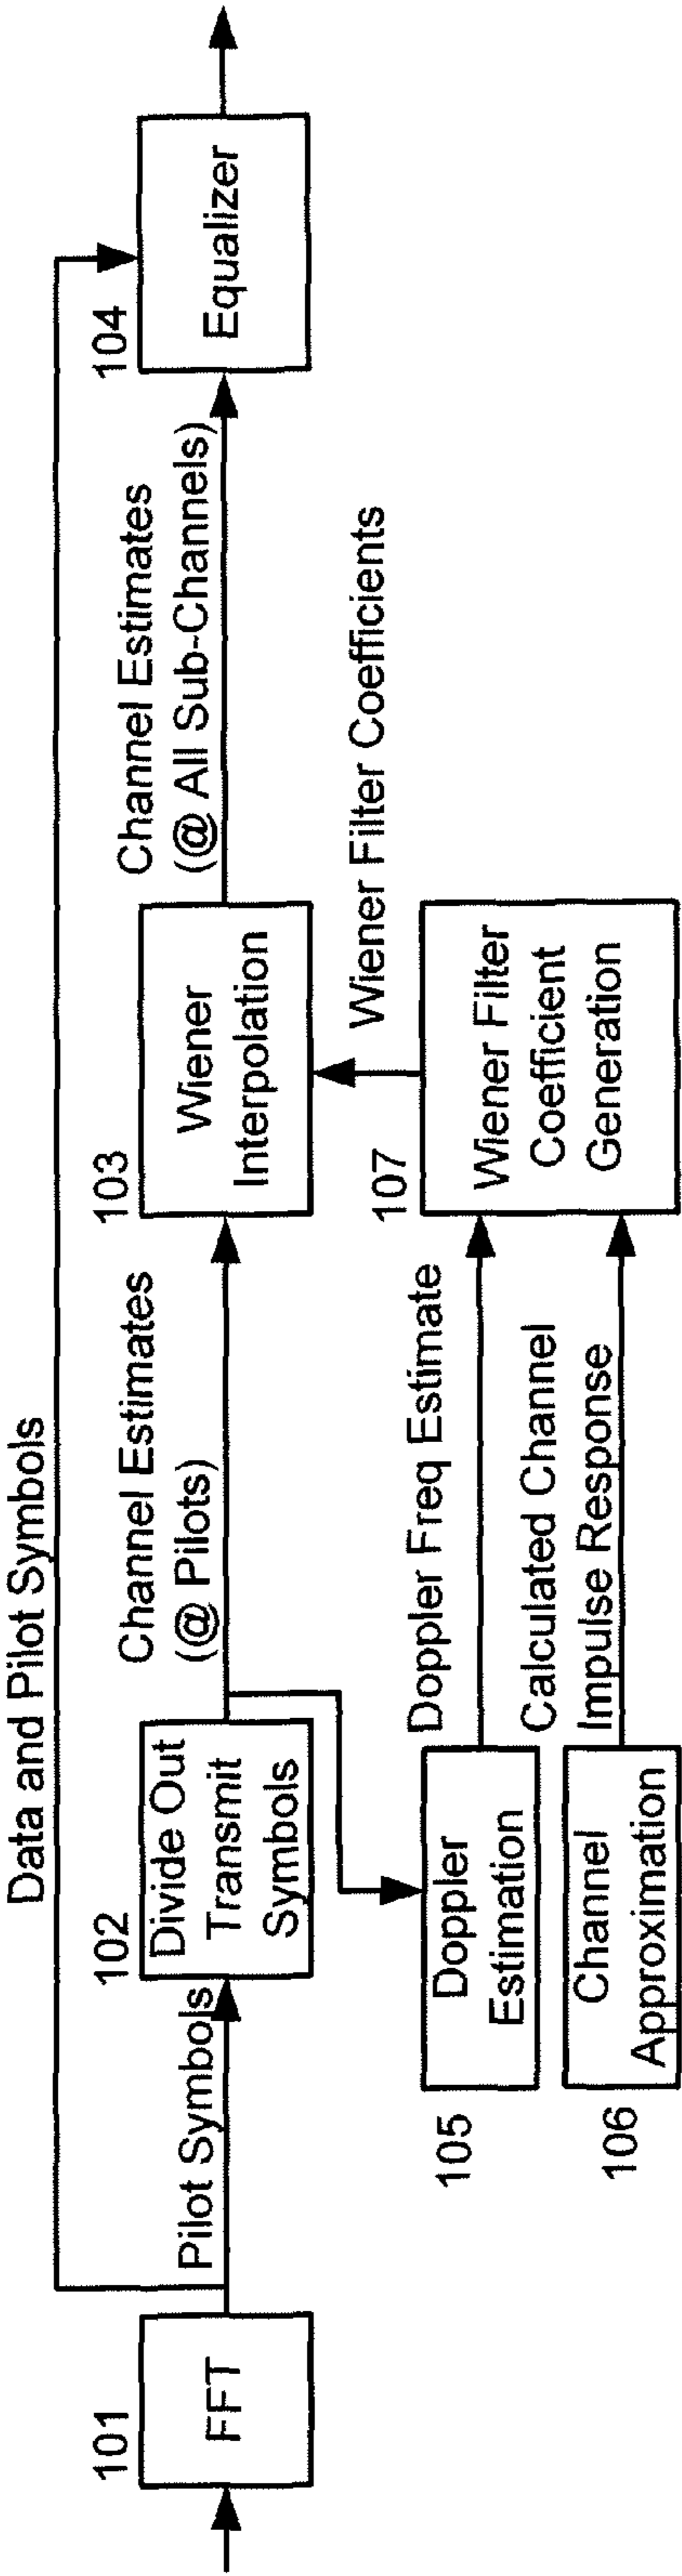 Data and Pilot Symbols
101
FFT
Pilot Symbols
102
Divide Out
Transmit
Symbols
Channel Estimates
(@ Pilots)
103
Wiener
Interpolation
Channel Estimates
(@ All Sub-Channels)
104
Equalizer
105
Doppler
Estimation
Doppler Freq Estimate
106
Channel
Approximation
Calculated Channel
Impulse Response
107
Wiener Filter
Coefficient
Generation
Wiener Filter Coefficients